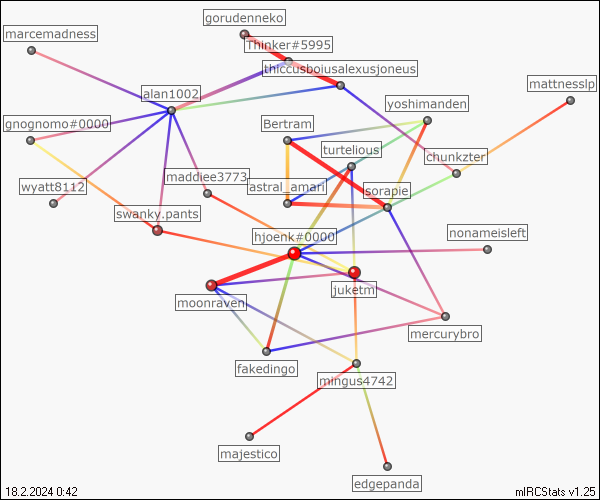 gorudenneko
marcemadness
Thinker#5995
thiccusboiusalexusjoneus
mattnesslp
alan1002
yoshimanden
gnognomo#0000
Bertram
turtelious
chunkzter
maddiee3773
wyatt8112
astral_amari
sorapie
swanky.pants
hjoenk#0000
nonameisleft
juketm
moonraven
mercurybro
fakedingo
mingus4742
majestico
edgepanda
18.2.2024 0:42
mIRCStats v1.25